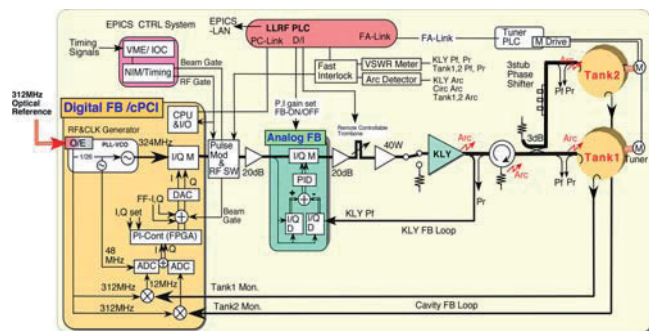 EPICS CTRL System
Timing Signals
VME/ IOC
NIM/Timing
Beam Gate
RF Gate
EPICS -LAN
LLRF PLC
PC-Link
D/I
FA-Link
FA-Link
Tuner PLC
M Drive
M
Fast Interlock
VSWR Meter
Arc Detector
KLY Pf, Pr
Tank1,2 Pf, Pr
KLY Arc
Circ Arc
Tank1,2 Arc
3stub Phase Shifter
Arc
Pf Pr
Tank2
312MHz Optical Reference
Digital FB /cPCI
CPU &I/O
RF&CLK Generator
O/E
PLL-VCO
1/26
324MHz
I/Q M
Pulse Mod & RF SW
20dB
P,I gain set
FB-ON/OFF
Analog FB
I/Q M
PID
+
-
I/Q D
I/Q D
20dB
Remote Controllable Trombone
40W
KLY
Arc
Pf Pr
Arc
3dB
Arc
Pf Pr
Tank1
M
Tuner
I
Q
DAC
FF-I,Q
Beam Gate
I,Q set
I
Q
PI-Cont (FPGA)
48 MHz
ADC
ADC
312MHz
12MHz
312MHz
KLY Pf
KLY FB Loop
Tank1 Mon.
Tank2 Mon.
Cavity FB Loop